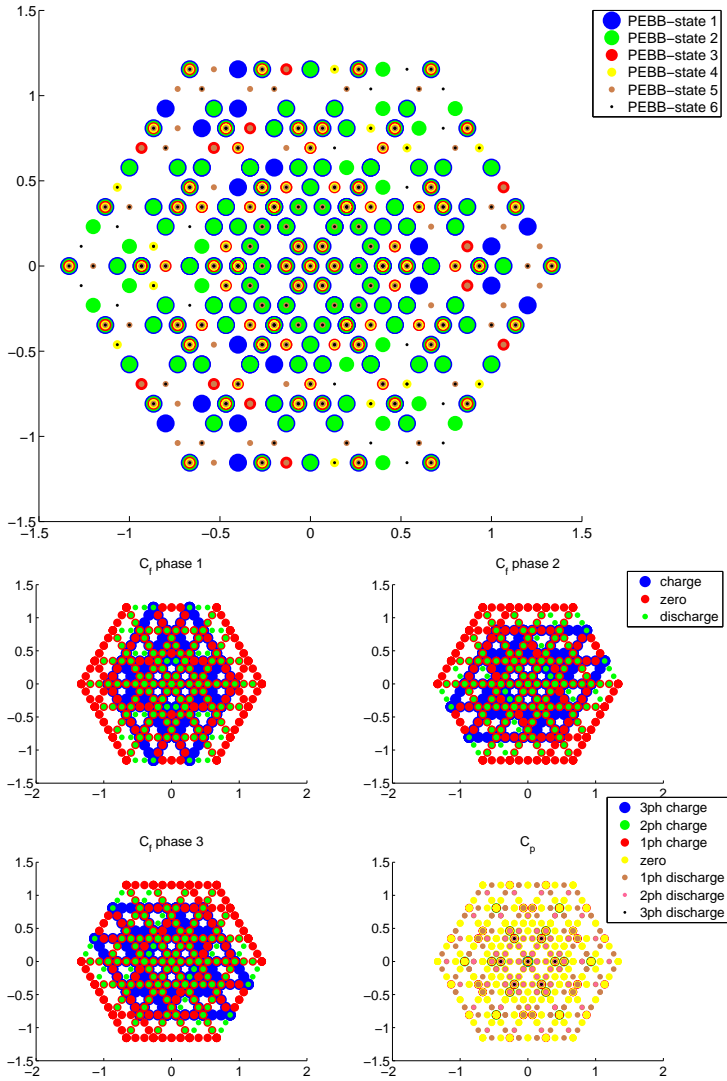 PEBB−state 1
PEBB−state 2
PEBB−state 3
PEBB−state 4
PEBB−state 5
PEBB−state 6
1.5
1
0.5
0
−0.5
−1
−1.5
−1.5 −1 −0.5 0 0.5 1 1.5
C_f phase 1
1.5
1
0.5
0
−0.5
−1
−1.5
−2 −1 0 1 2
C_f phase 2
1.5
1
0.5
0
−0.5
−1
−1.5
−2 −1 0 1 2
charge
zero
discharge
C_f phase 3
1.5
1
0.5
0
−0.5
−1
−1.5
−2 −1 0 1 2
C_p
1.5
1
0.5
0
−0.5
−1
−1.5
−2 −1 0 1 2
3ph charge
2ph charge
1ph charge
zero
1ph discharge
2ph discharge
3ph discharge